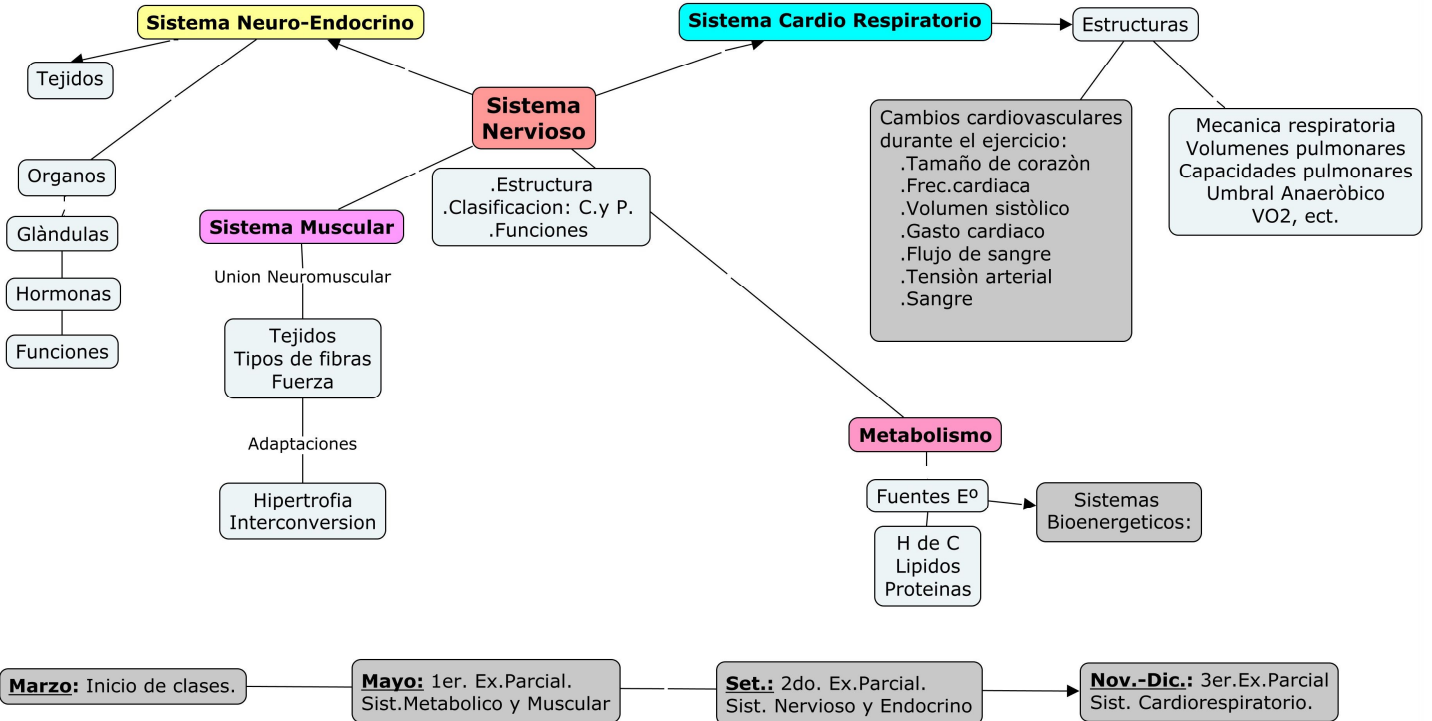 Sistema Neuro-Endocrino
Sistema Cardio Respiratorio
Estructuras
Tejidos
Sistema
Nervioso
Cambios cardiovasculares
durante el ejercicio:
.Tamaño de corazòn
.Frec.cardiaca
.Volumen sistòlico
.Gasto cardiaco
.Flujo de sangre
.Tensiòn arterial
.Sangre
Mecanica respiratoria
Volumenes pulmonares
Capacidades pulmonares
Umbral Anaeròbico
VO2, ect.
Organos
.Estructura
.Clasificacion: C.y P.
.Funciones
Glàndulas
Sistema Muscular
Union Neuromuscular
Hormonas
Funciones
Tejidos
Tipos de fibras
Fuerza
Adaptaciones
Hipertrofia
Interconversion
Metabolismo
Fuentes Eº
Sistemas
Bioenergeticos:
H de C
Lipidos
Proteinas
Marzo: Inicio de clases.
Mayo: 1er. Ex.Parcial.
Sist.Metabolico y Muscular
Set.: 2do. Ex.Parcial.
Sist. Nervioso y Endocrino
Nov.-Dic.: 3er.Ex.Parcial
Sist. Cardiorespiratorio.